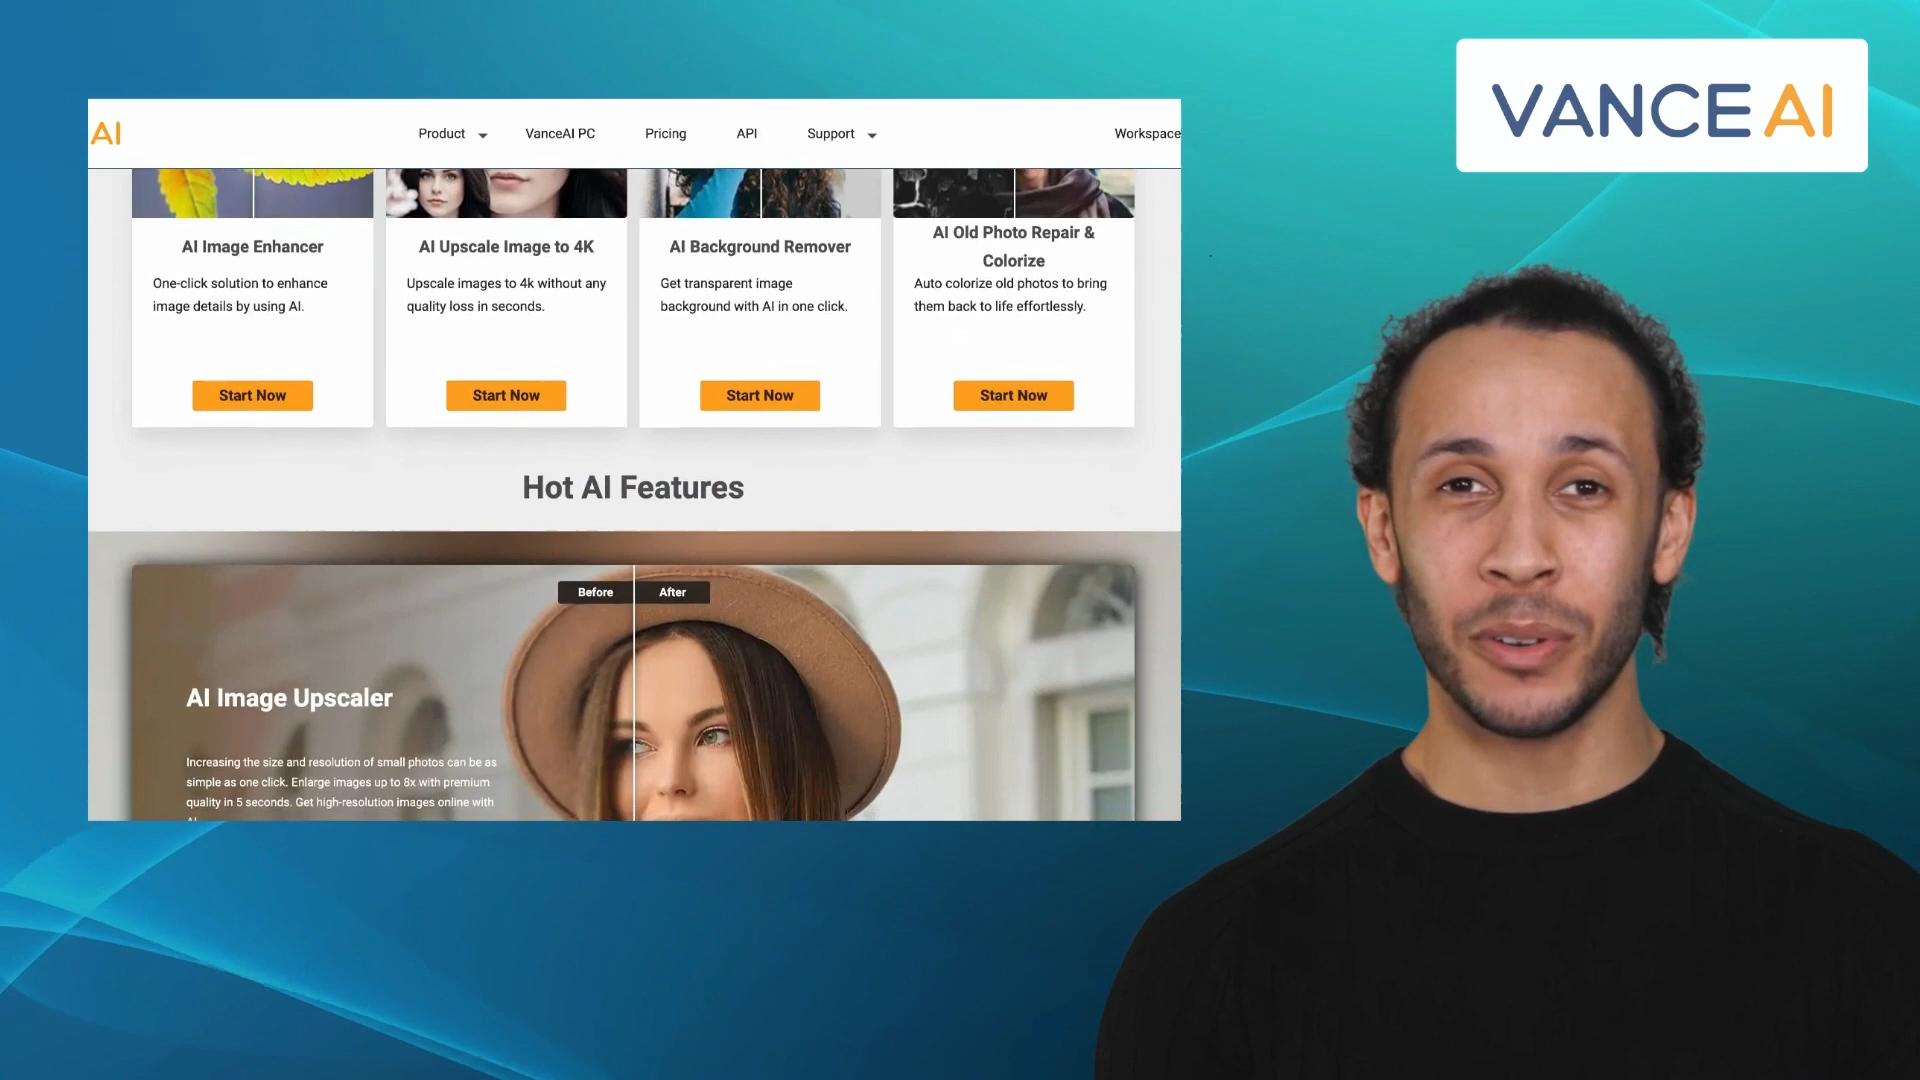 VANCE AI
AI
Product
VanceAI PC
Pricing
API
Support
Workspace
AI Image Enhancer
One-click solution to enhance
image details by using AI.
Start Now
AI Upscale Image to 4K
Upscale images to 4k without any
quality loss in seconds.
Start Now
AI Background Remover
Get transparent image
background with AI in one click.
Start Now
AI Old Photo Repair &
Colorize
Auto colorize old photos to bring
them back to life effortlessly.
Start Now
Hot AI Features
Before
After
AI Image Upscaler
Increasing the size and resolution of small photos can be as
simple as one click. Enlarge images up to 8x with premium
quality in 5 seconds. Get high-resolution images online with